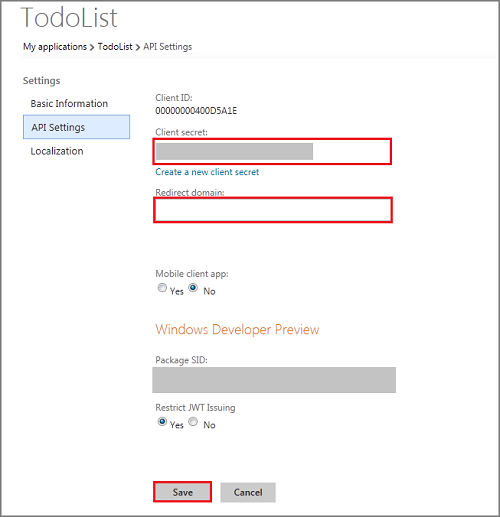 TodoList
My applications > TodoList > API Settings
Settings
Basic Information
API Settings
Localization
Client ID:
00000000400D5A1E
Client secret:
Create a new client secret
Redirect domain:
Mobile client app:
Yes No
Windows Developer Preview
Package SID:
Restrict JWT Issuing
Yes No
Save Cancel